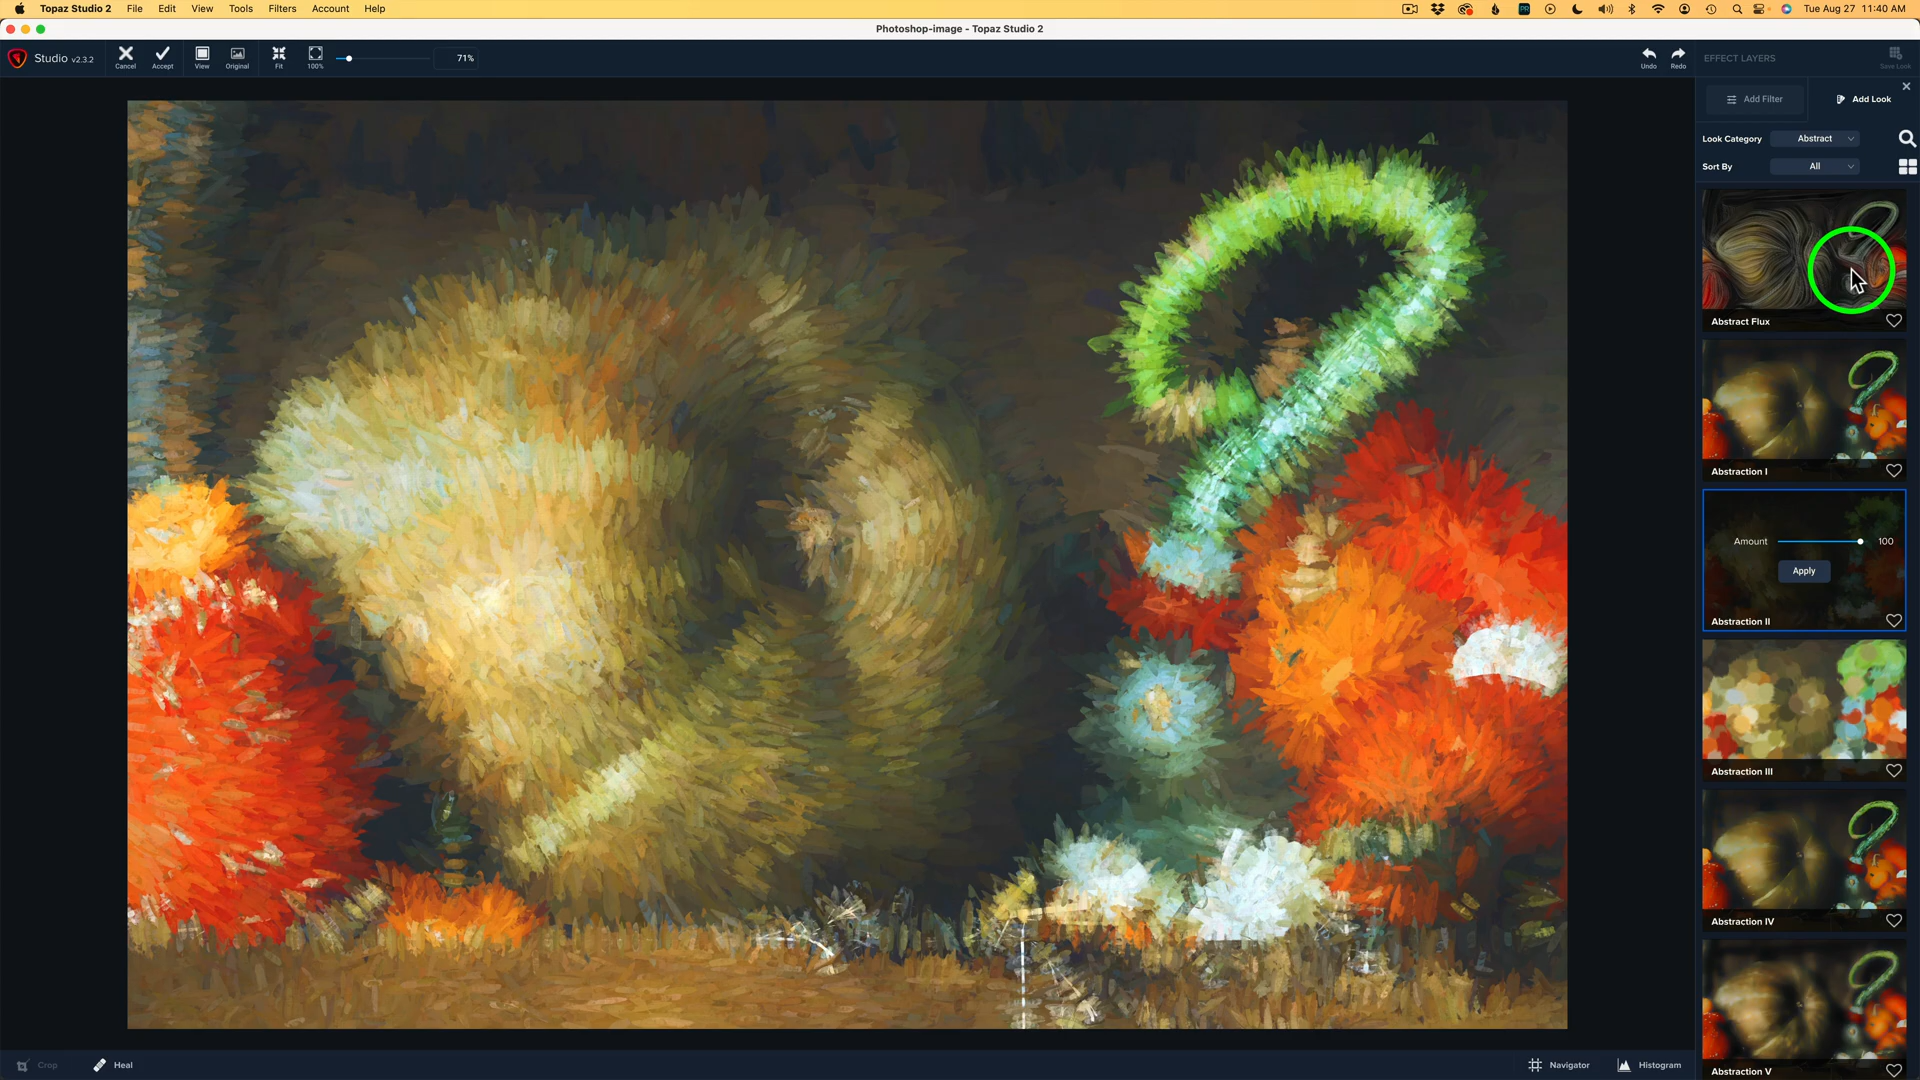 Topaz Studio 2 File Edit View Tools Filters Account Help Tue Aug 27 11:40 AM
Photoshop-image - Topaz Studio 2
Studio v2.3.2 Cancel Accept View Original Fit 100% 71% Undo Redo EFFECT LAYERS Save Look
Add Filter Add Look
Look Category Abstract
Sort By All
Abstract Flux
Abstraction I
Amount 100
Apply
Abstraction II
Abstraction III
Abstraction IV
Abstraction V
Crop Heal Navigator Histogram